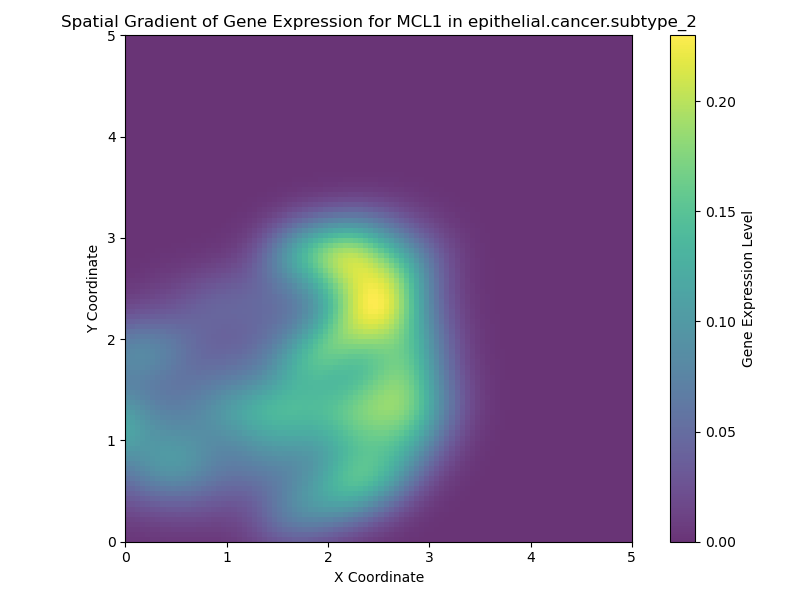 Spatial Gradient of Gene Expression for MCL1 in epithelial.cancer.subtype_2
5
4
3
2
1
0
Y Coordinate
0 1 2 3 4 5
X Coordinate
0.20
0.15
0.10
0.05
0.00
Gene Expression Level